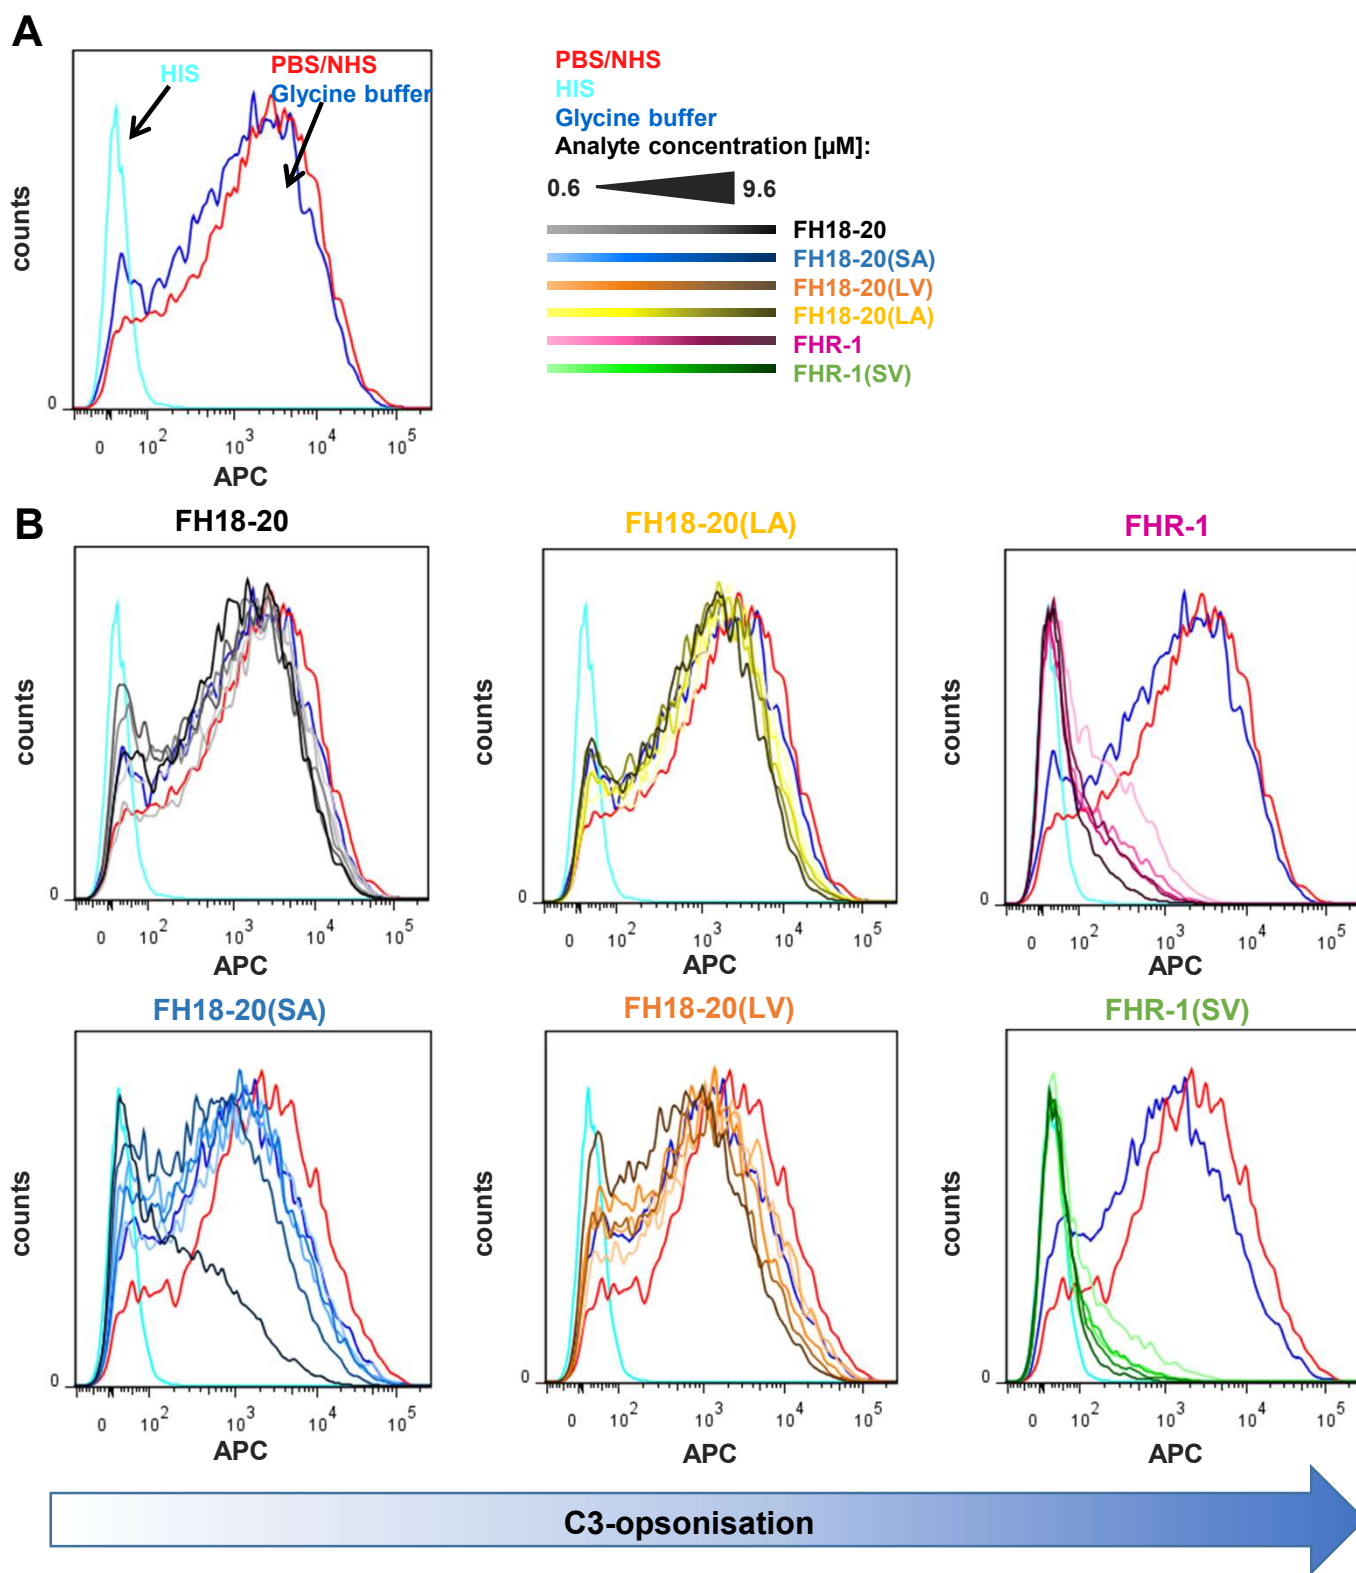 A
HIS
PBS/NHS
Glycine buffer
counts
0
0 10^2 10^3 10^4 10^5
APC
PBS/NHS
HIS
Glycine buffer
Analyte concentration [µM]:
0.6 9.6
FH18-20
FH18-20(SA)
FH18-20(LV)
FH18-20(LA)
FHR-1
FHR-1(SV)
B
FH18-20
counts
0
0 10^2 10^3 10^4 10^5
APC
FH18-20(LA)
counts
0
0 10^2 10^3 10^4 10^5
APC
FHR-1
counts
0
0 10^2 10^3 10^4 10^5
APC
FH18-20(SA)
counts
0
0 10^2 10^3 10^4 10^5
APC
FH18-20(LV)
counts
0
0 10^2 10^3 10^4 10^5
APC
FHR-1(SV)
counts
0
0 10^2 10^3 10^4 10^5
APC
C3-opsonisation